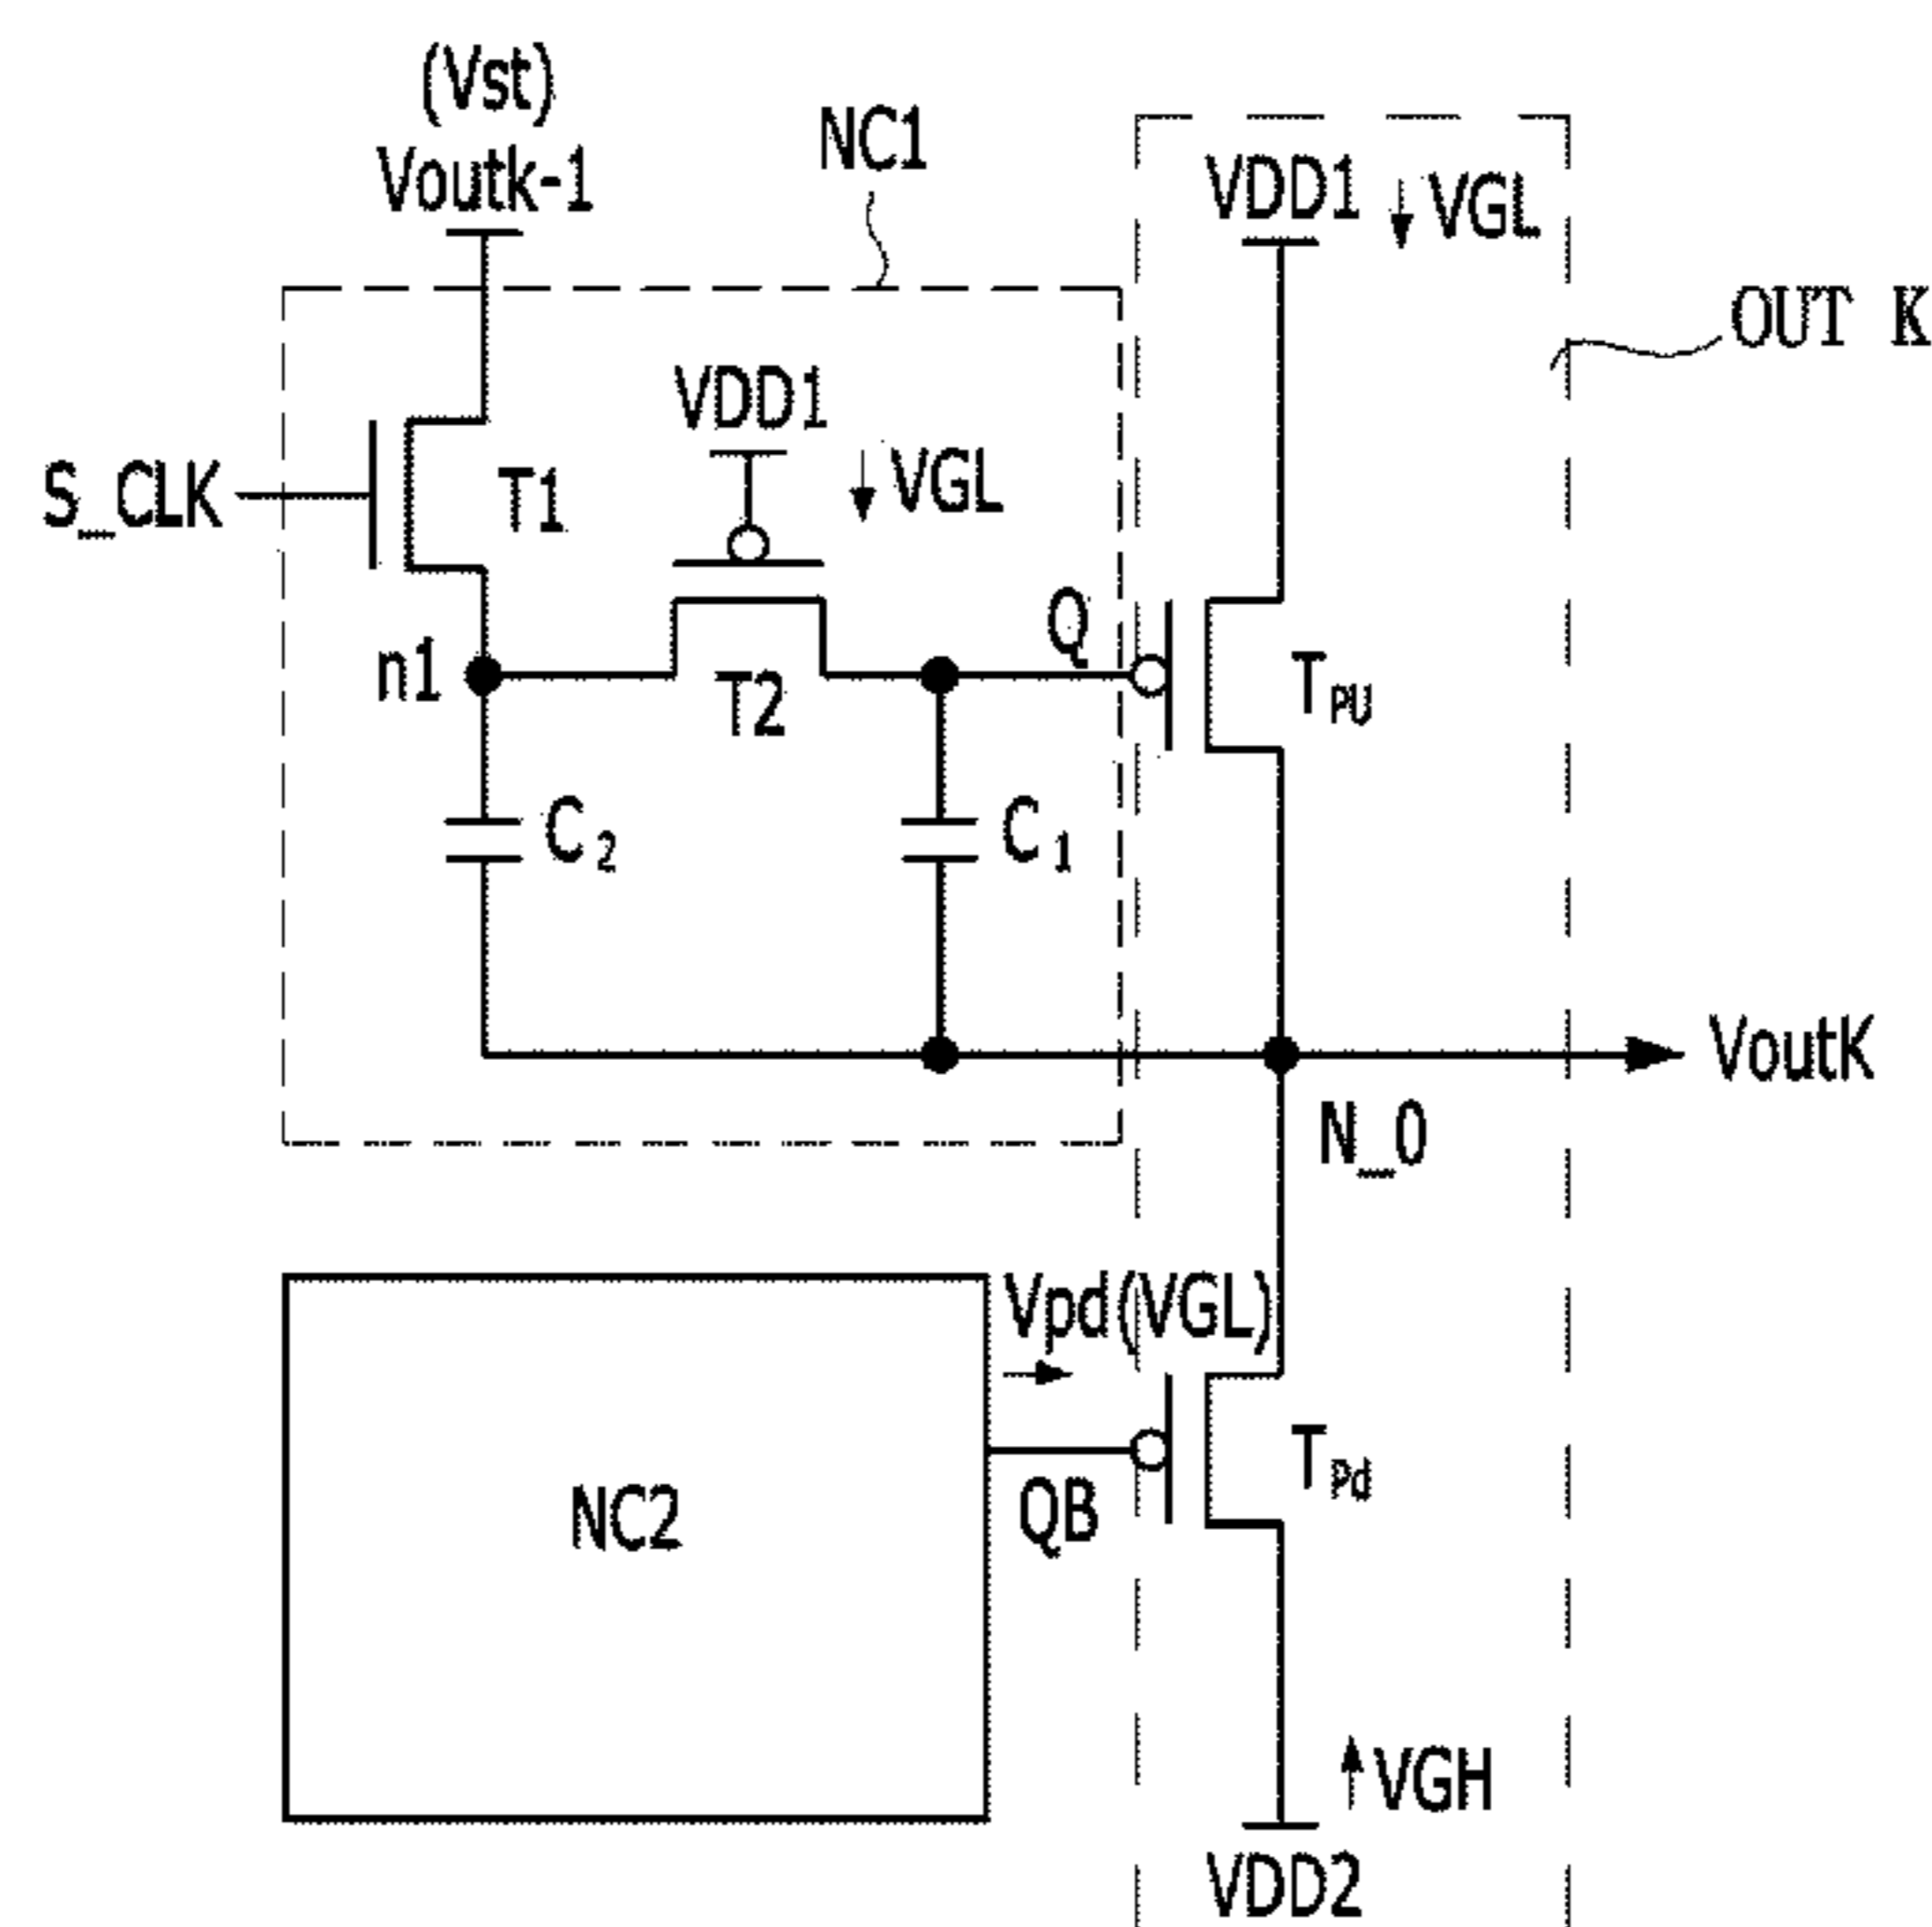 (Vst)
Voutk-1
NC1
VDD1
VGL
OUT K
VDD1
VGL
S_CLK
T1
Q
n1
T2
TPU
C2
C1
VoutK
N_0
Vpd(VGL)
TPd
NC2
QB
VGH
VDD2